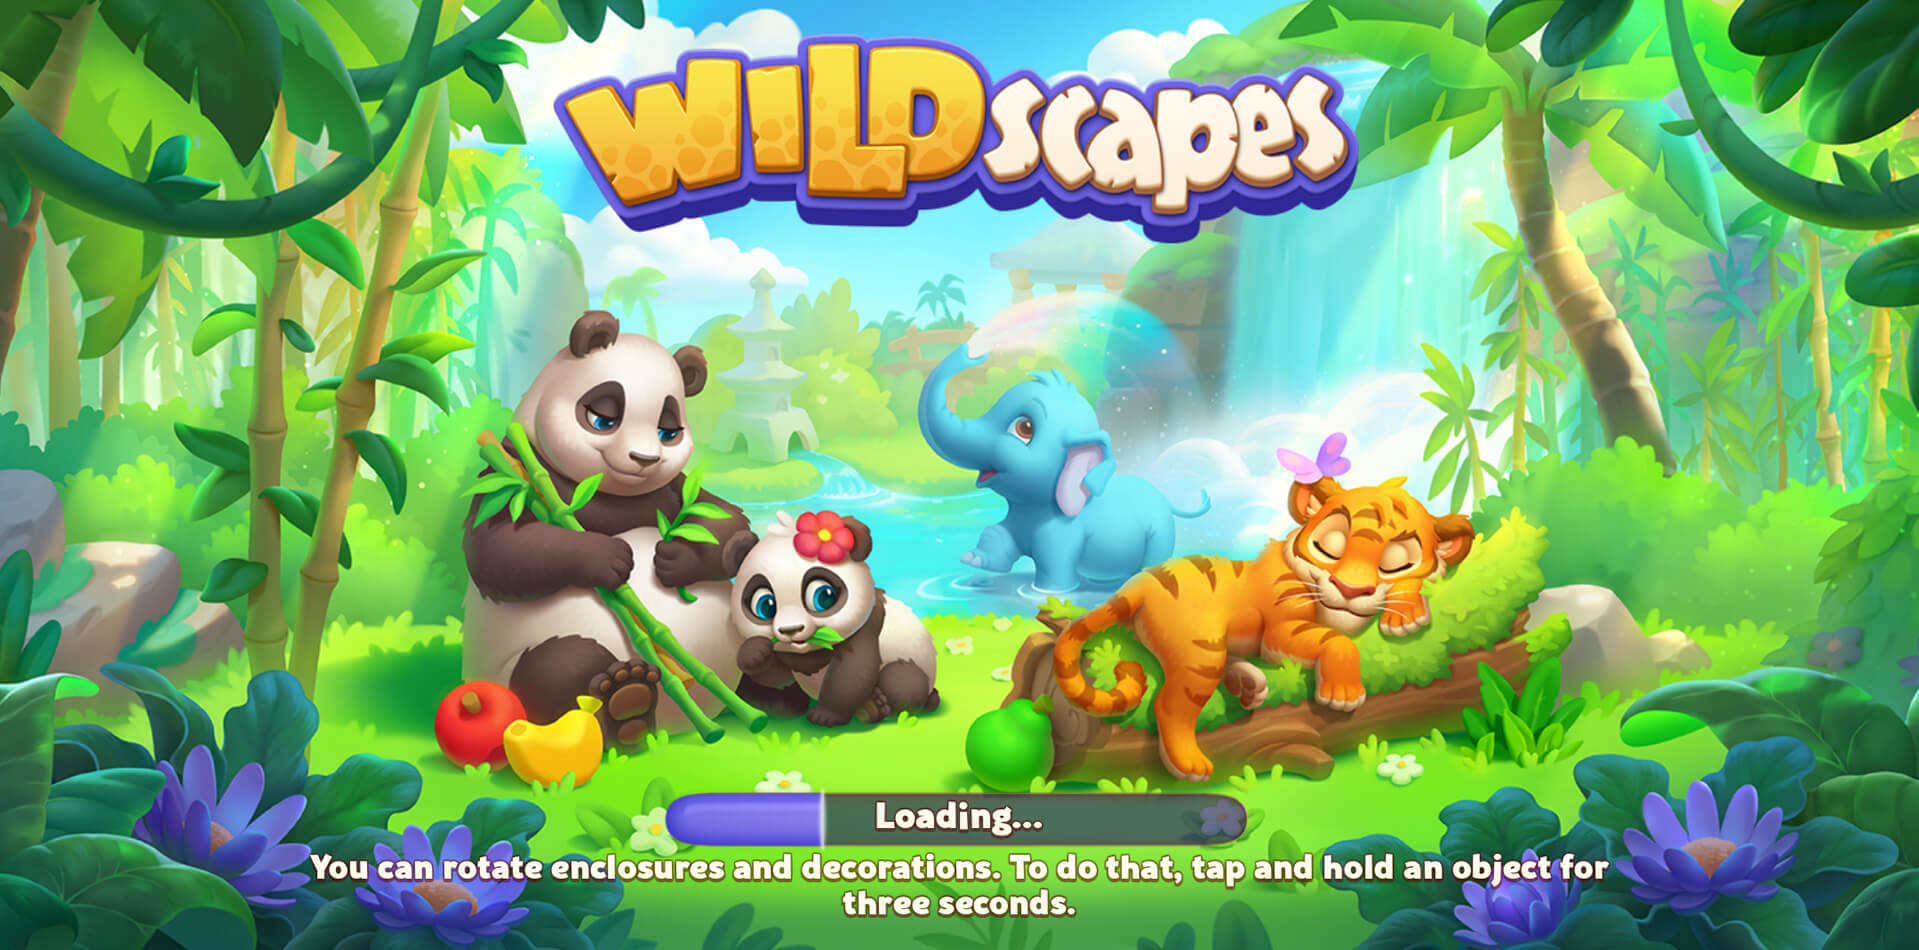 WILDscapes
Loading...
You can rotate enclosures and decorations. To do that, tap and hold an object for
three seconds.